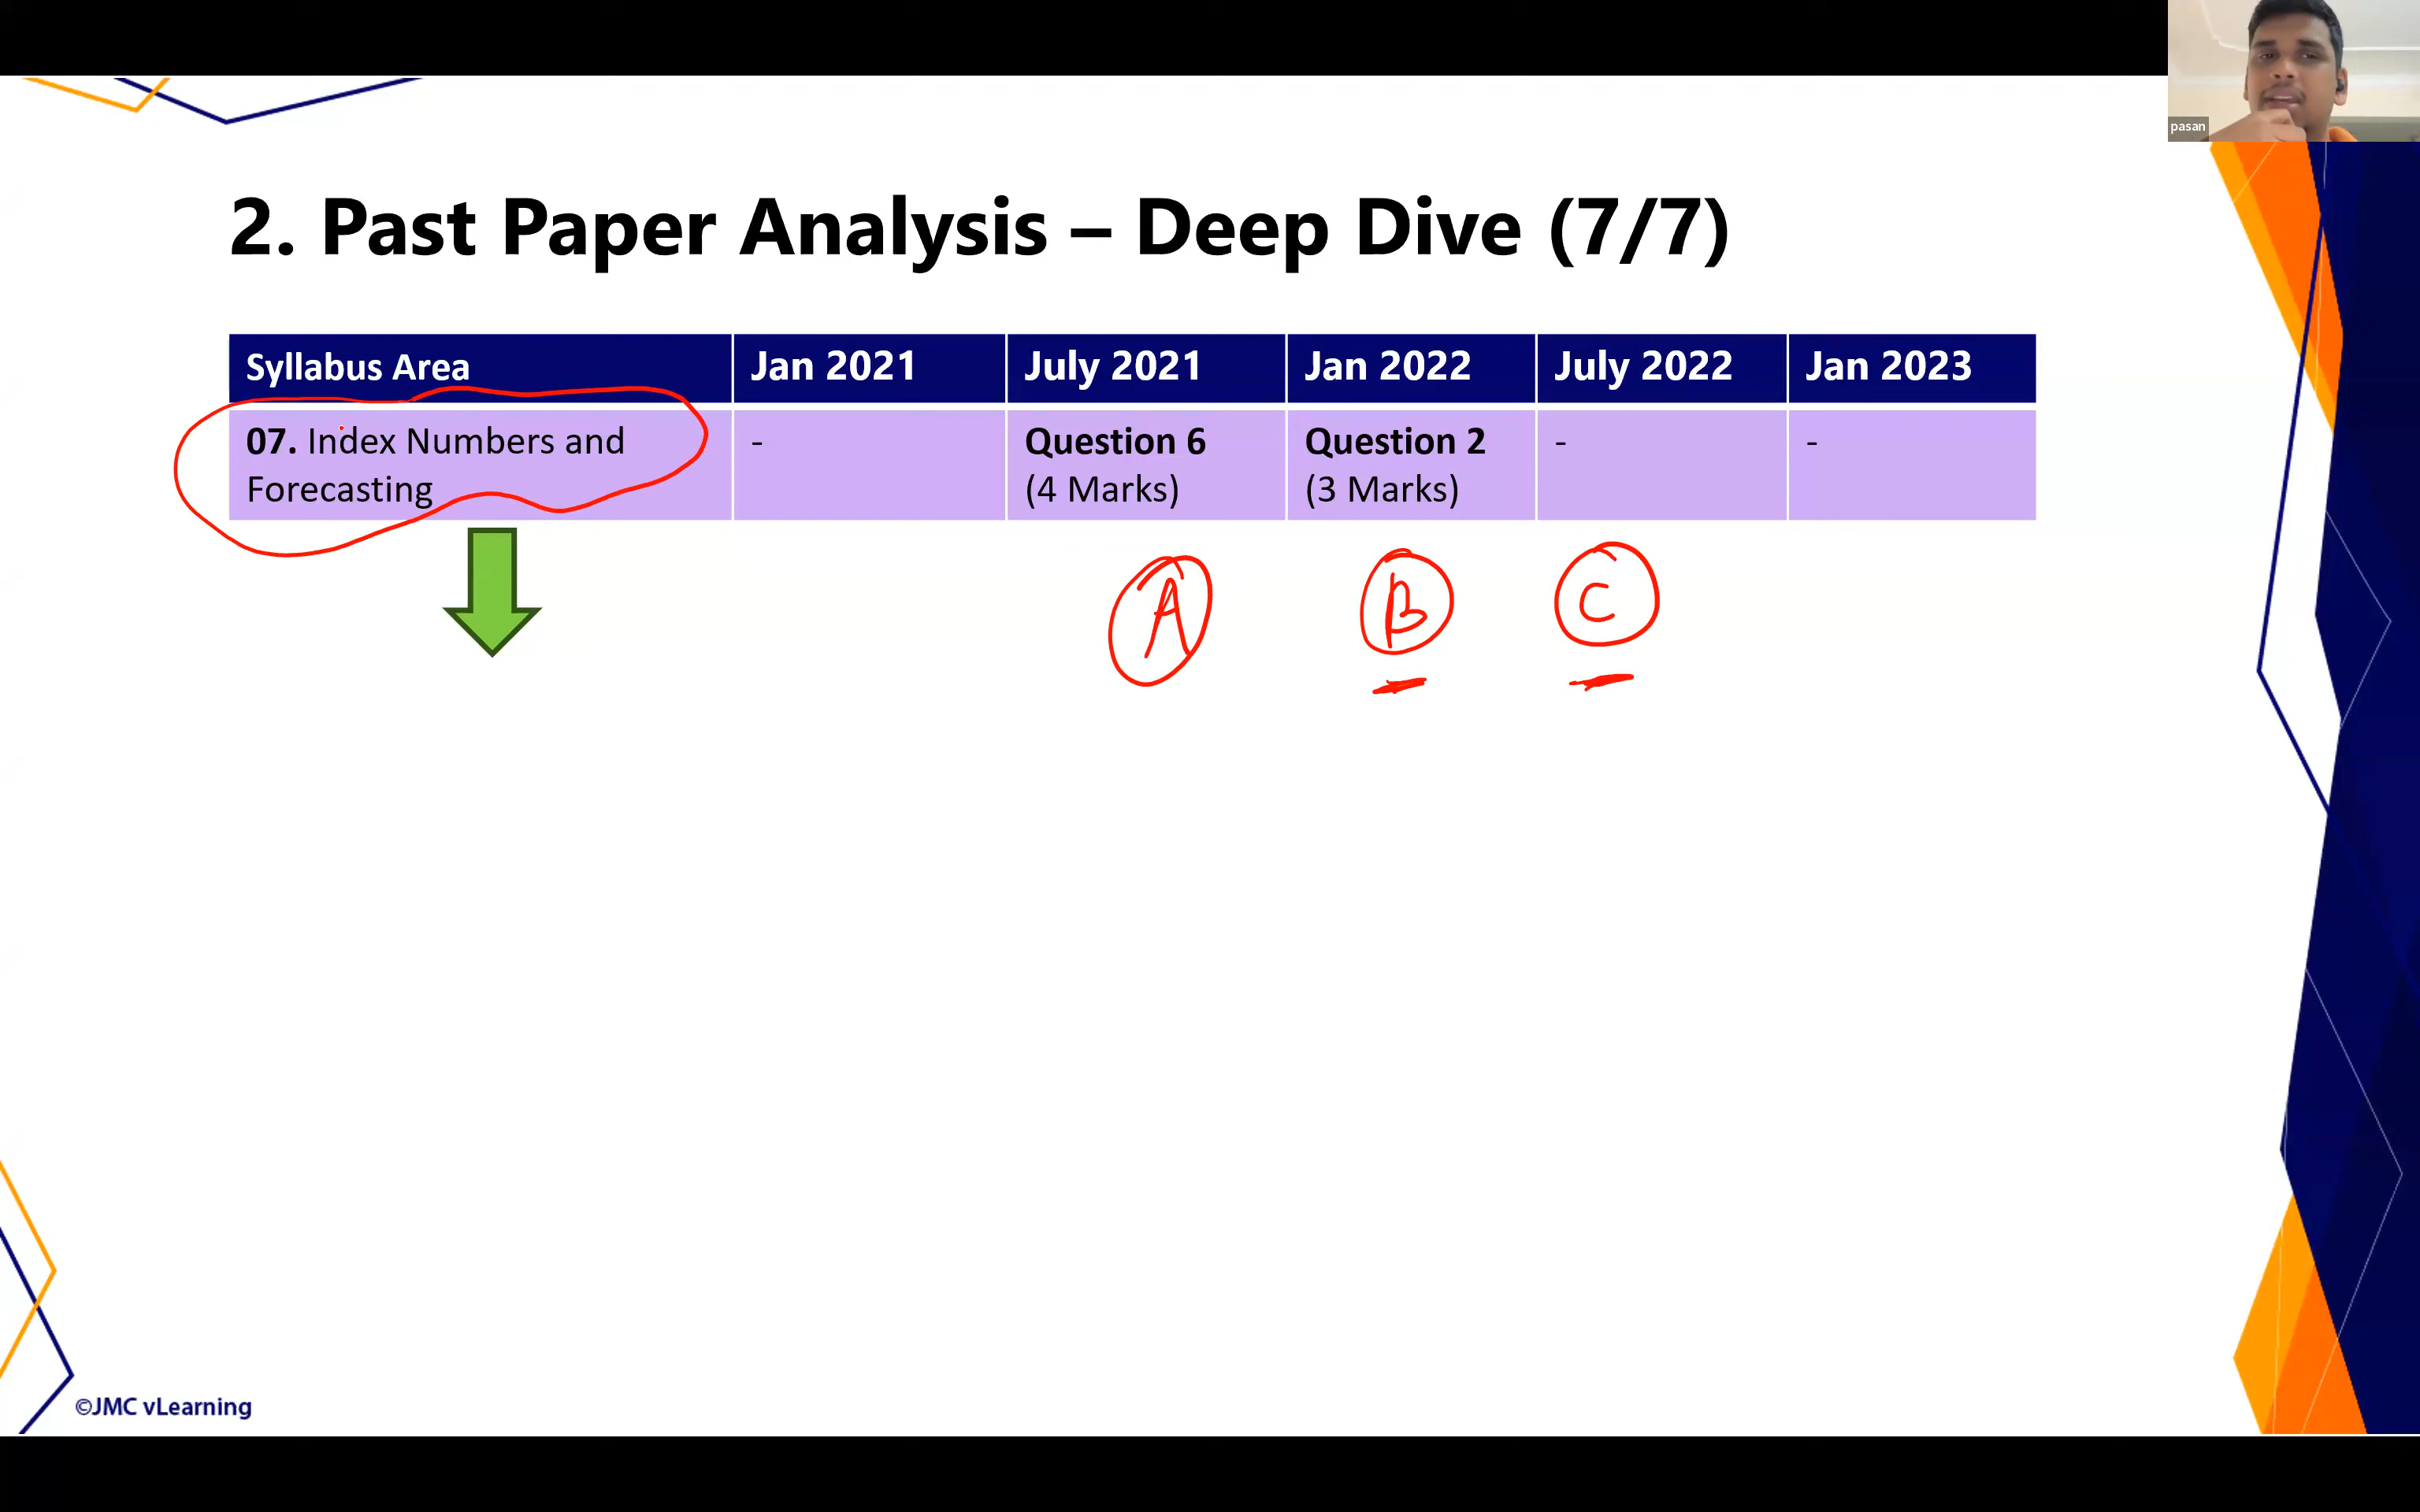 pasan
2. Past Paper Analysis – Deep Dive (7/7)
Syllabus Area
Jan 2021
July 2021
Jan 2022
July 2022
Jan 2023
07. Index Numbers and
Forecasting
-
Question 6
(4 Marks)
Question 2
(3 Marks)
-
-
A
B
C
©JMC vLearning